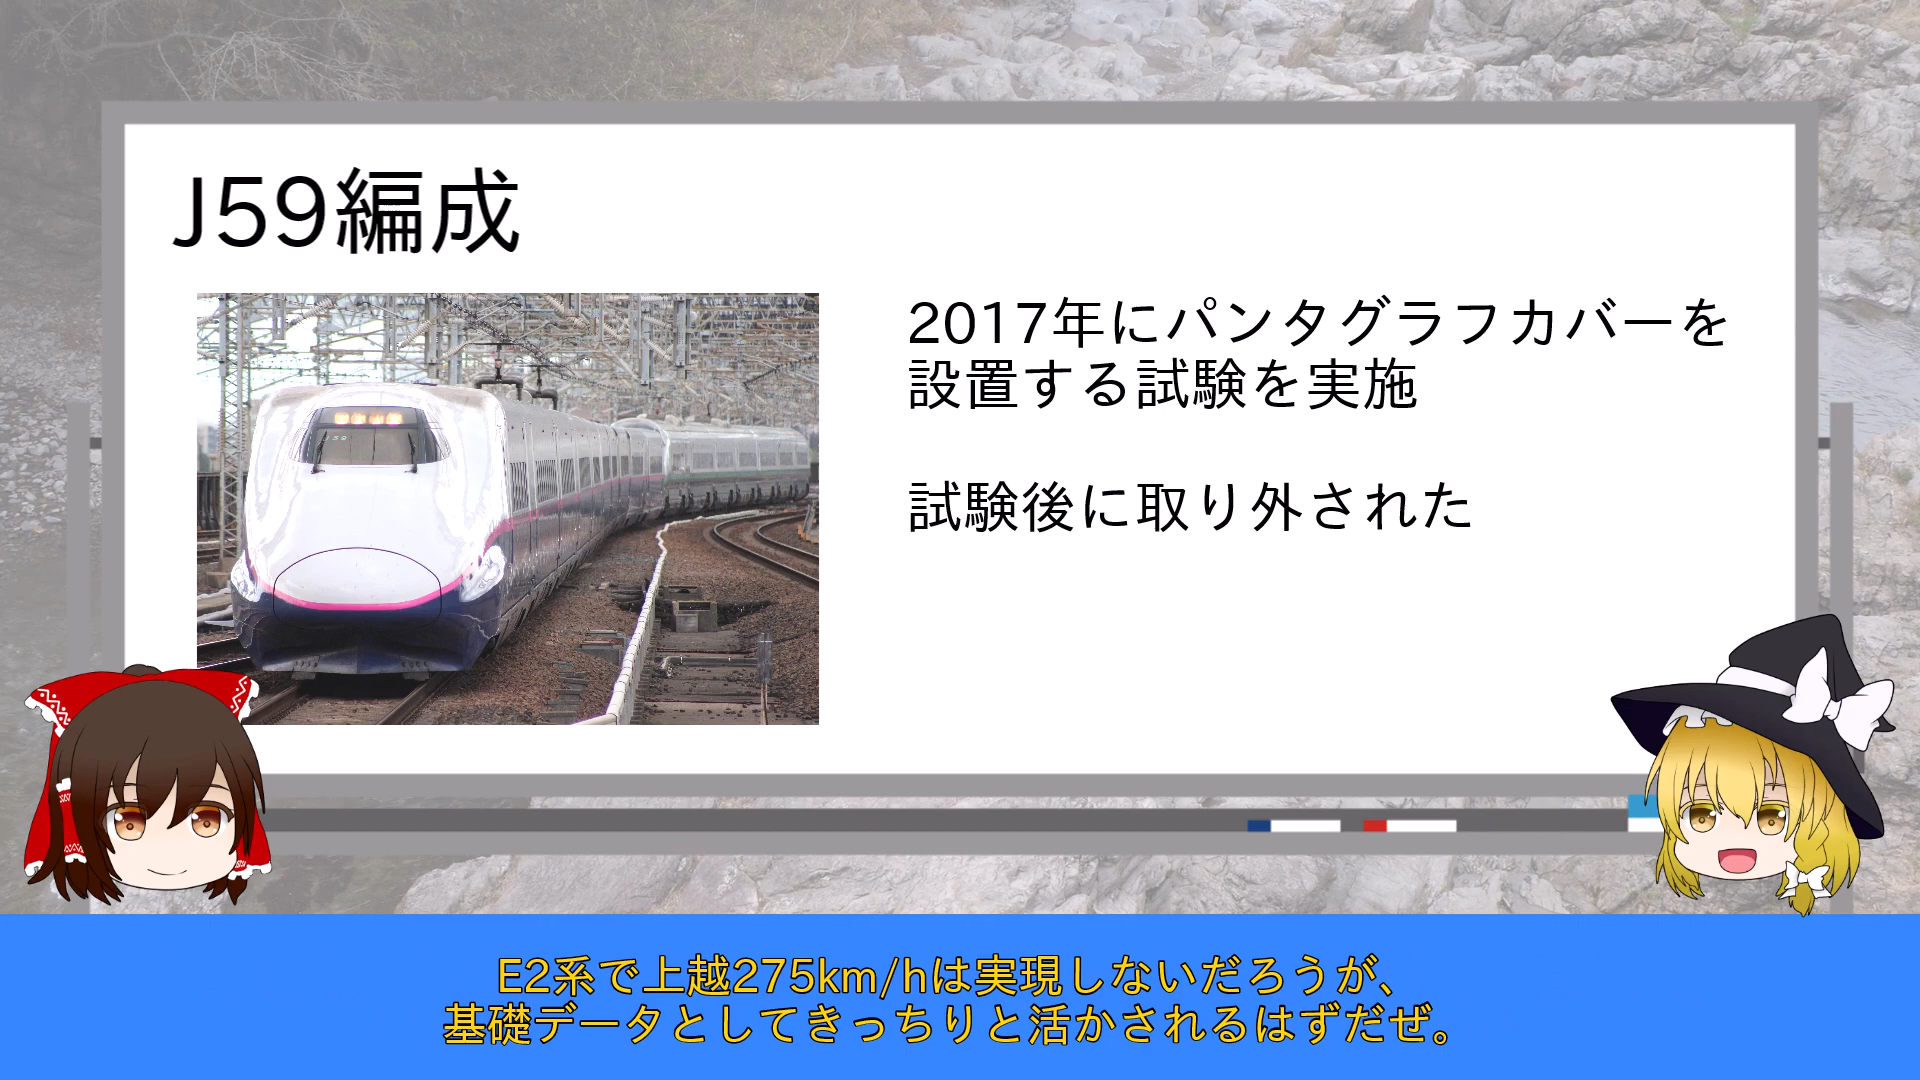 J59編成
2017年にパンタグラフカバーを
設置する試験を実施
試験後に取り外された
J59
E2系で上越275km/hは実現しないだろうが、
基礎データとしてきっちりと活かされるはずだぜ。